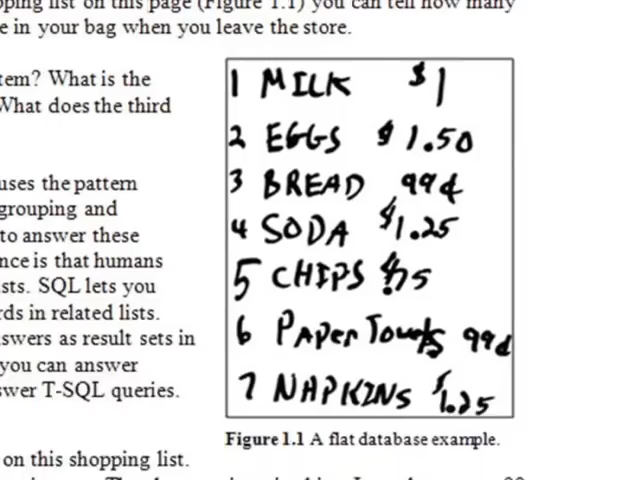 pping list on this page (Figure 1.1) you can tell how many
e in your bag when you leave the store.
tem? What is the
What does the third
uses the pattern
grouping and
to answer these
nce is that humans
sts. SQL lets you
rds in related lists.
swers as result sets in
you can answer
swer T-SQL queries.
on this shopping list.
1 MILK $1
2 EGGS $1.50
3 BREAD 99¢
4 SODA $1.25
5 CHIPS $.75
6 PAPER Towels 99¢
7 NAPKINS $1.25
Figure 1.1 A flat database example.